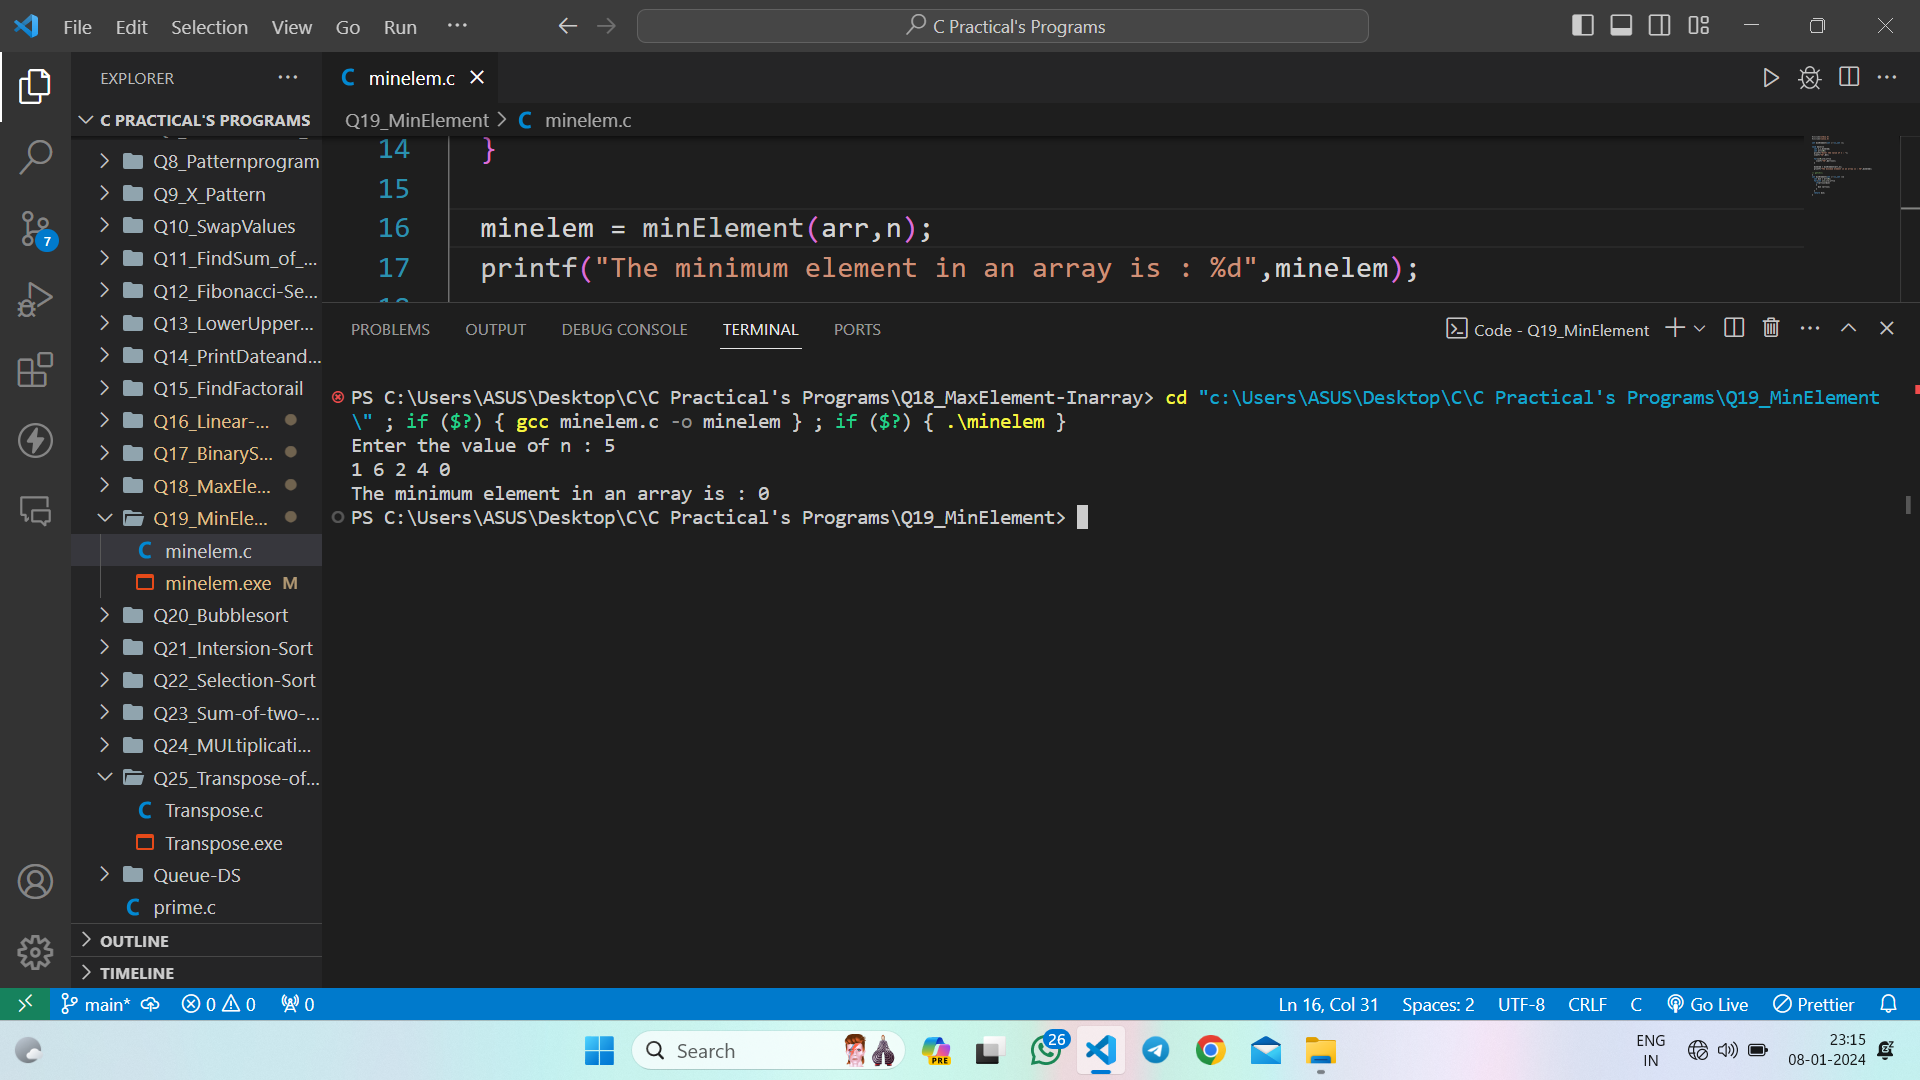 File Edit Selection View Go Run ···
C Practical's Programs
EXPLORER
C PRACTICAL'S PROGRAMS
Q8_Patternprogram
Q9_X_Pattern
Q10_SwapValues
Q11_FindSum_of_...
Q12_Fibonacci-Se...
Q13_LowerUpper...
Q14_PrintDateand...
Q15_FindFactorail
Q16_Linear-...
Q17_BinaryS...
Q18_MaxEle...
Q19_MinEle...
C minelem.c
minelem.exe M
Q20_Bubblesort
Q21_Intersion-Sort
Q22_Selection-Sort
Q23_Sum-of-two-...
Q24_MULtiplicati...
Q25_Transpose-of...
C Transpose.c
Transpose.exe
Queue-DS
C prime.c
OUTLINE
TIMELINE
7
C minelem.c
Q19_MinElement > C minelem.c
14 }
15
16 minelem = minElement(arr,n);
17 printf("The minimum element in an array is : %d",minelem);
PROBLEMS OUTPUT DEBUG CONSOLE TERMINAL PORTS
Code - Q19_MinElement
PS C:\Users\ASUS\Desktop\C\C Practical's Programs\Q18_MaxElement-Inarray> cd "c:\Users\ASUS\Desktop\C\C Practical's Programs\Q19_MinElement
\" ; if ($?) { gcc minelem.c -o minelem } ; if ($?) { .\minelem }
Enter the value of n : 5
1 6 2 4 0
The minimum element in an array is : 0
PS C:\Users\ASUS\Desktop\C\C Practical's Programs\Q19_MinElement>
main* 0 0 0
Ln 16, Col 31 Spaces: 2 UTF-8 CRLF C Go Live Prettier
Search
PRE
26
ENG
IN
23:15
08-01-2024